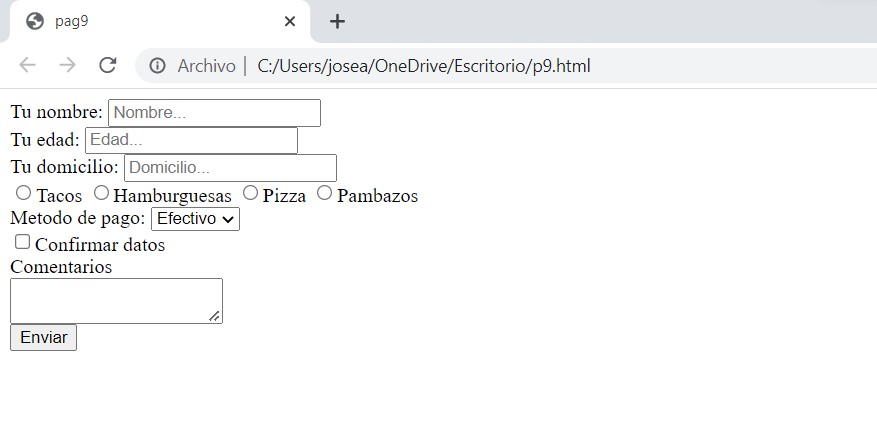 pag9
Archivo | C:/Users/josea/OneDrive/Escritorio/p9.html
Tu nombre: Nombre...
Tu edad: Edad...
Tu domicilio: Domicilio...
Tacos Hamburguesas Pizza Pambazos
Metodo de pago: Efectivo
Confirmar datos
Comentarios
Enviar